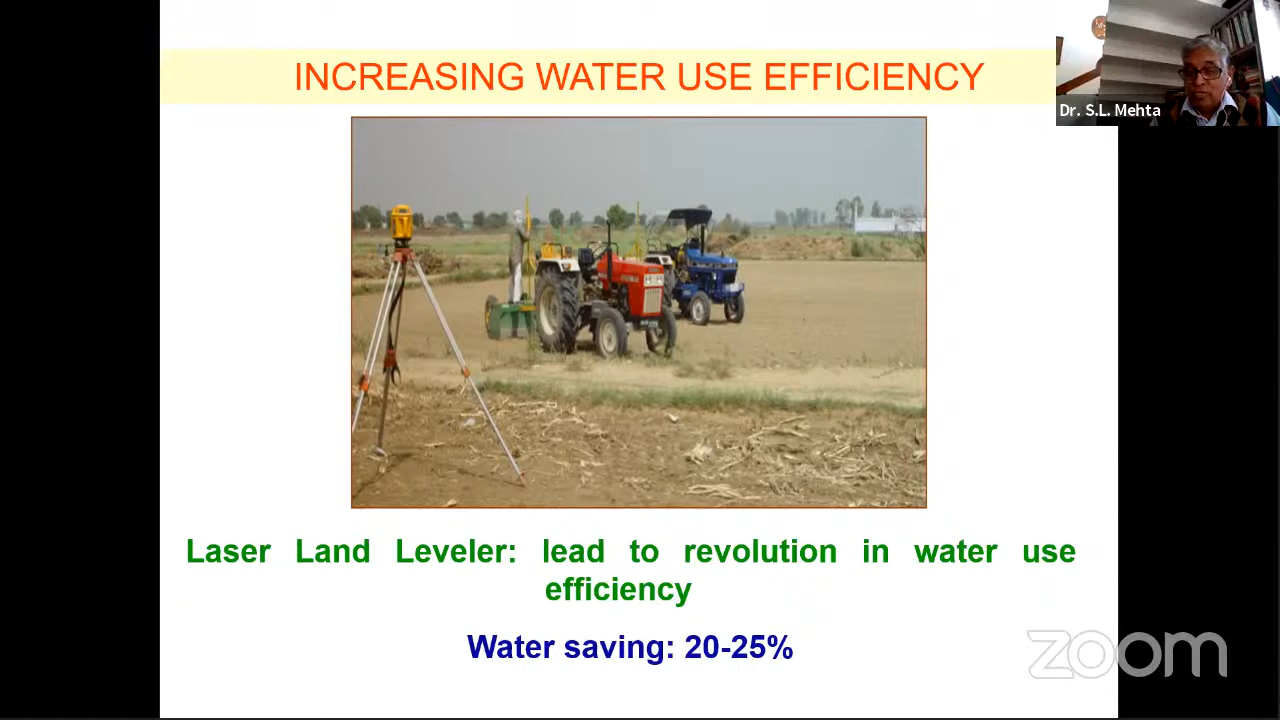 INCREASING WATER USE EFFICIENCY
Dr. S.L. Mehta
Laser Land Leveler: lead to revolution in water use
efficiency
Water saving: 20-25%
zoom